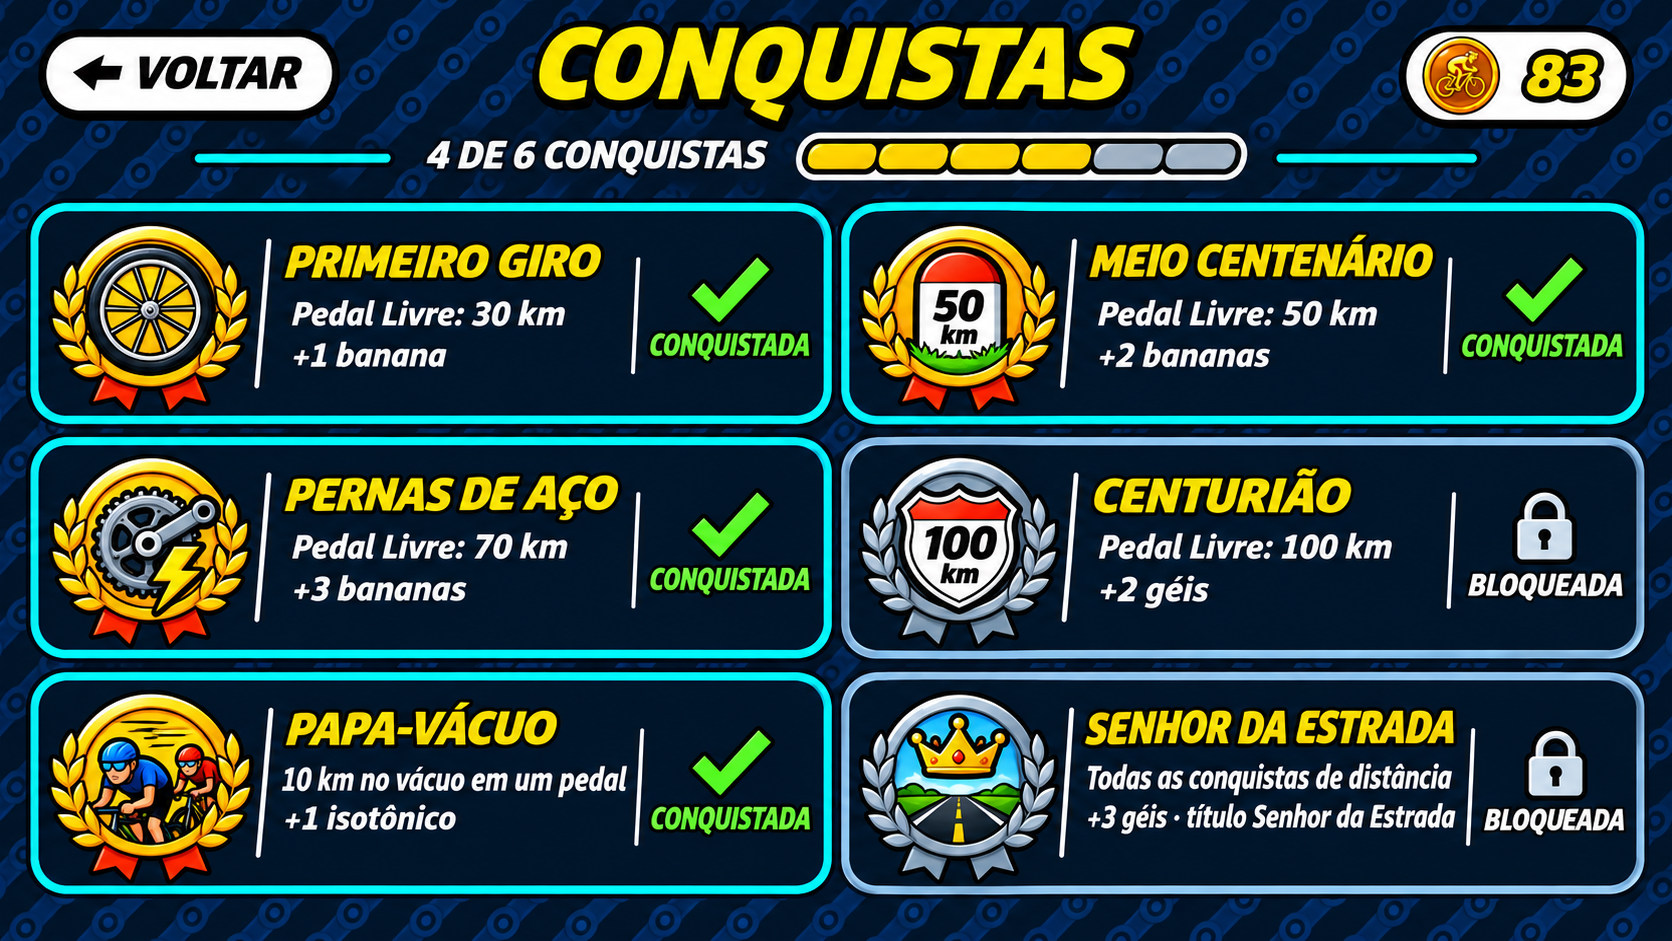 VOLTAR
CONQUISTAS
83
4 DE 6 CONQUISTAS
PRIMEIRO GIRO
Pedal Livre: 30 km
+1 banana
CONQUISTADA
50
km
MEIO CENTENÁRIO
Pedal Livre: 50 km
+2 bananas
CONQUISTADA
PERNAS DE AÇO
Pedal Livre: 70 km
+3 bananas
CONQUISTADA
100
km
CENTURIÃO
Pedal Livre: 100 km
+2 géis
BLOQUEADA
PAPA-VÁCUO
10 km no vácuo em um pedal
+1 isotônico
CONQUISTADA
SENHOR DA ESTRADA
Todas as conquistas de distância
+3 géis · título Senhor da Estrada
BLOQUEADA